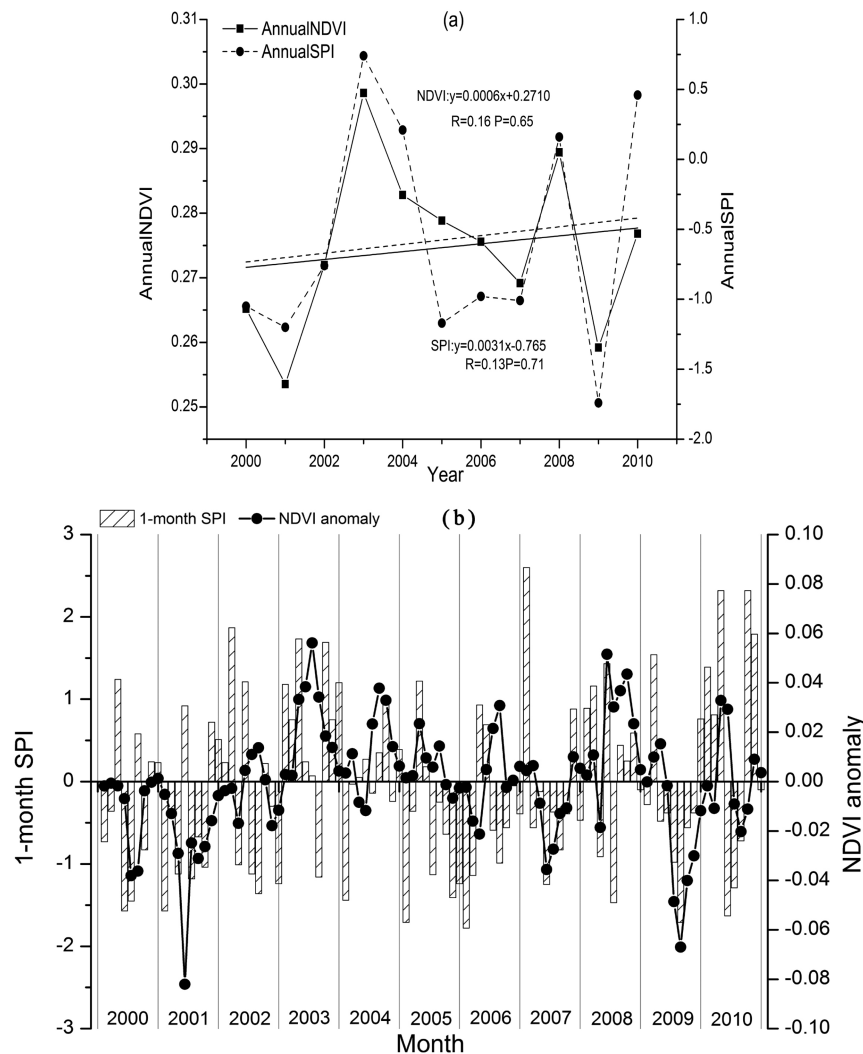 (a)
AnnualNDVI
AnnualSPI
NDVI:y=0.0006x+0.2710
R=0.16 P=0.65
SPI:y=0.0031x-0.765
R=0.13P=0.71
0.31
0.30
0.29
0.28
0.27
0.26
0.25
AnnualNDVI
1.0
0.5
0.0
-0.5
-1.0
-1.5
-2.0
AnnualSPI
2000 2002 2004 2006 2008 2010
Year
(b)
1-month SPI NDVI anomaly
3
2
1
0
-1
-2
-3
1-month SPI
0.10
0.08
0.06
0.04
0.02
0.00
-0.02
-0.04
-0.06
-0.08
-0.10
NDVI anomaly
2000 2001 2002 2003 2004 2005 2006 2007 2008 2009 2010
Month